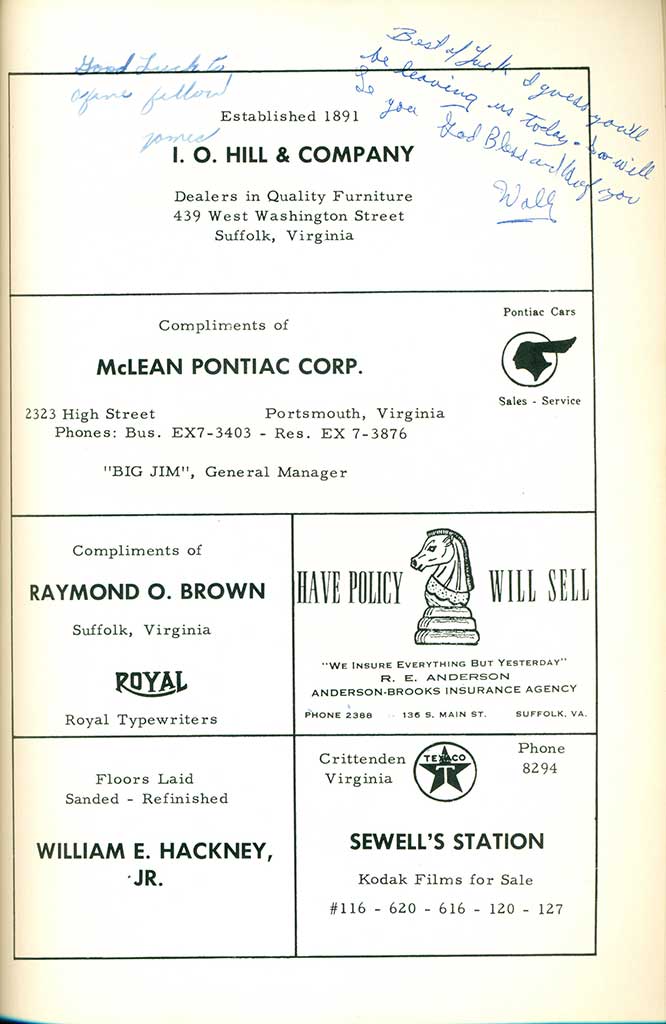 Good Luck to
a fine fellow
James
Best of Luck I guess you'll
be leaving us today - how will
to you God Bless and keep you
Wally
Established 1891
I. O. HILL & COMPANY
Dealers in Quality Furniture
439 West Washington Street
Suffolk, Virginia
Compliments of
McLEAN PONTIAC CORP.
2323 High Street Portsmouth, Virginia
Phones: Bus. EX7-3403 - Res. EX 7-3876
"BIG JIM", General Manager
Pontiac Cars
Sales - Service
Compliments of
RAYMOND O. BROWN
Suffolk, Virginia
ROYAL
Royal Typewriters
HAVE POLICY WILL SELL
"WE INSURE EVERYTHING BUT YESTERDAY"
R. E. ANDERSON
ANDERSON-BROOKS INSURANCE AGENCY
PHONE 2388 136 S. MAIN ST. SUFFOLK, VA.
Floors Laid
Sanded - Refinished
WILLIAM E. HACKNEY,
JR.
Crittenden
Virginia
TEXACO
T
Phone
8294
SEWELL'S STATION
Kodak Films for Sale
#116 - 620 - 616 - 120 - 127